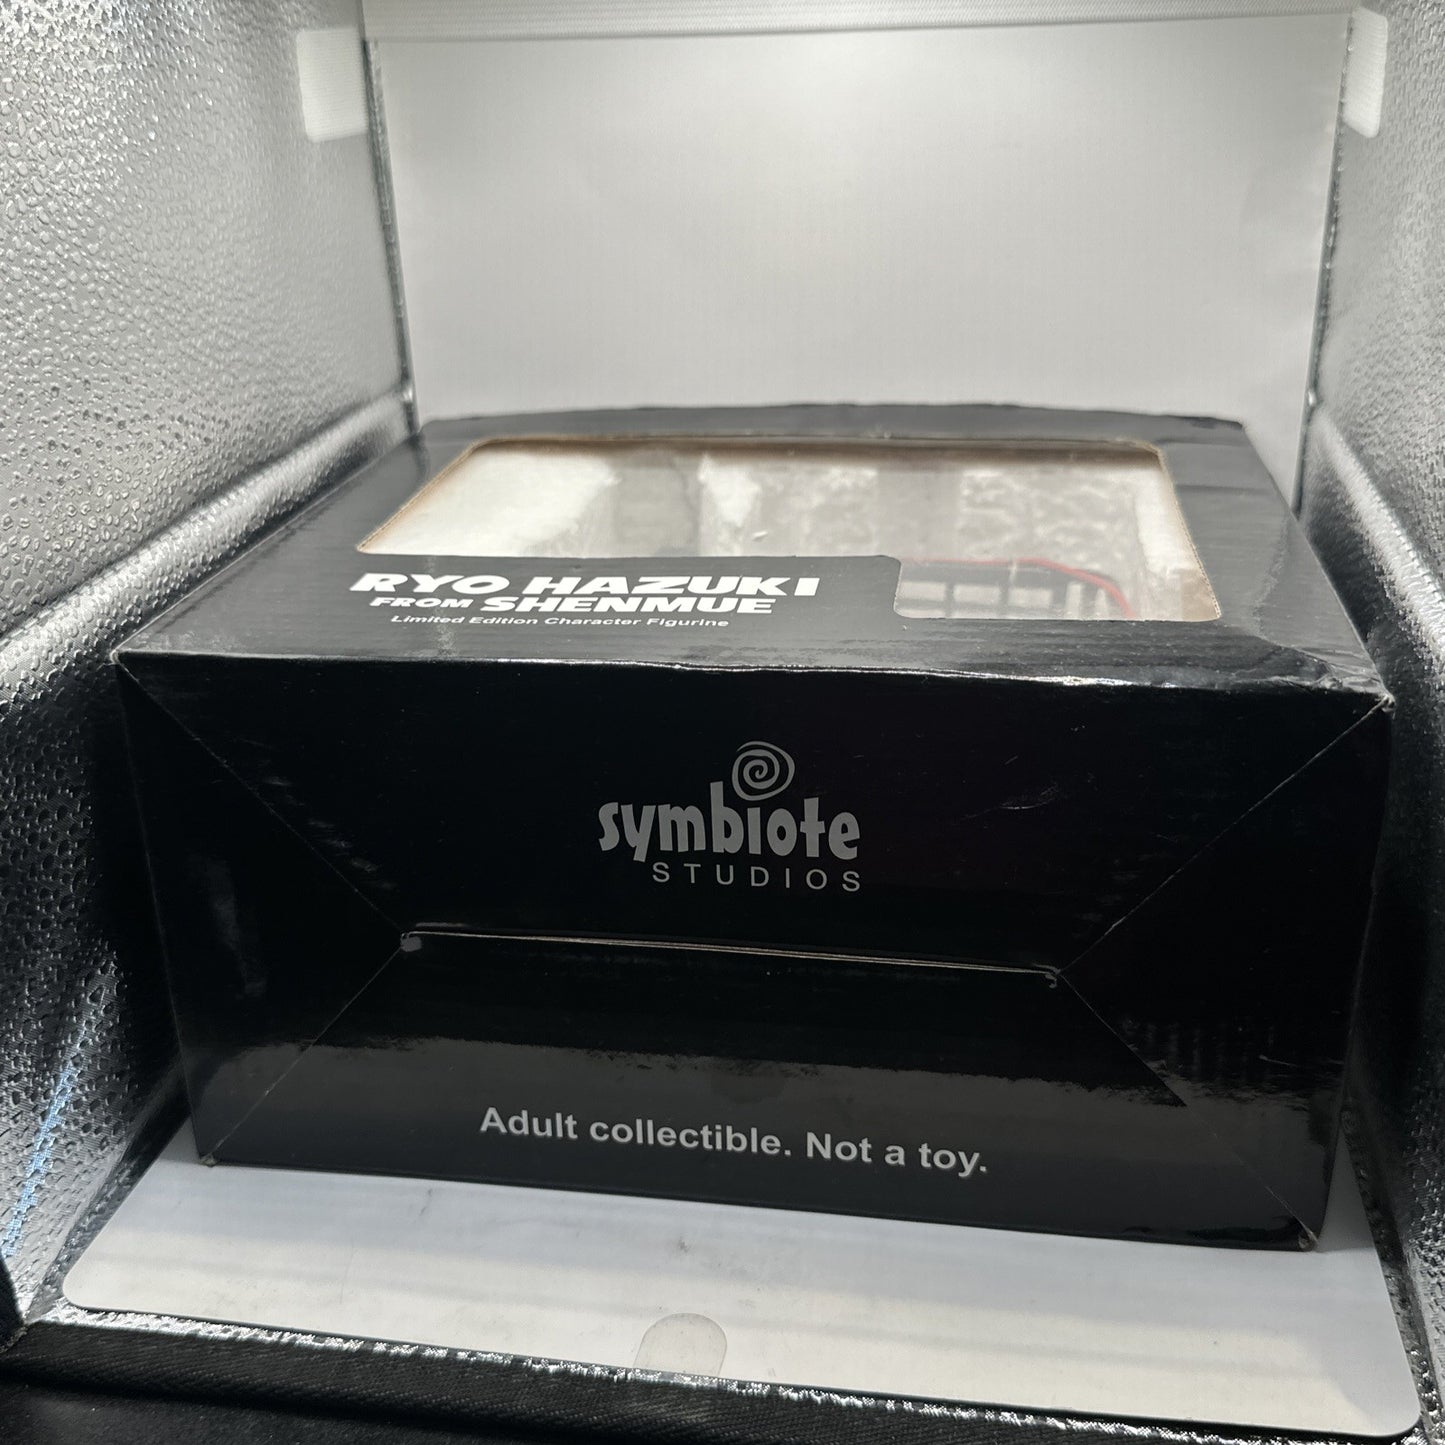 RYO HAZUKI
FROM SHENMUE
Limited Edition Character Figurine
symbiote
STUDIOS
Adult collectible. Not a toy.